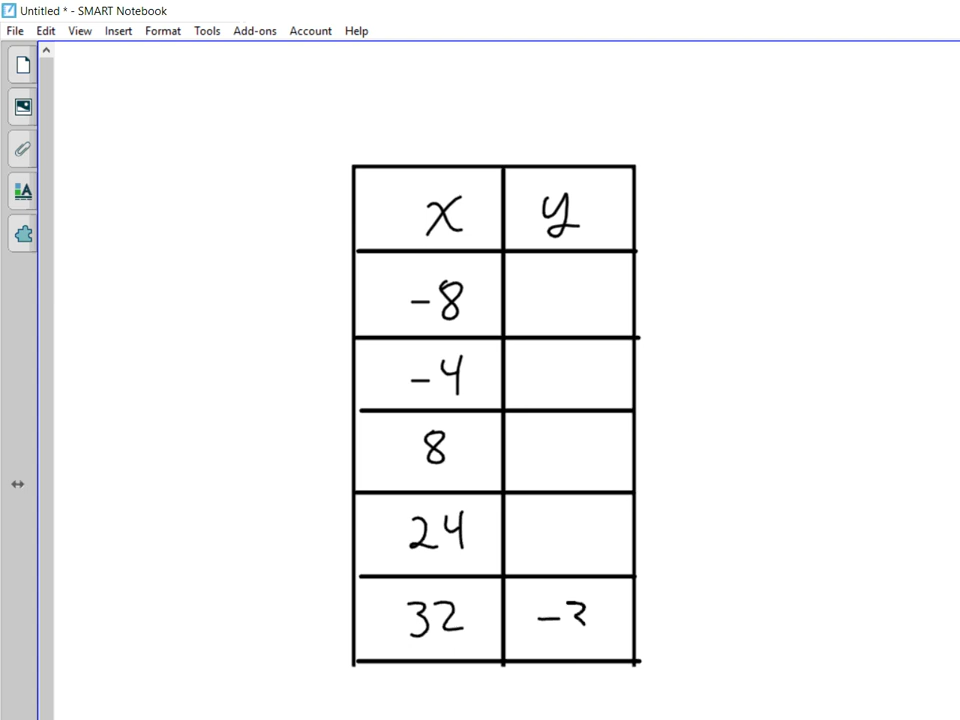 Untitled * - SMART Notebook
File Edit View Insert Format Tools Add-ons Account Help
x y
-8
-4
8
24
32 -3